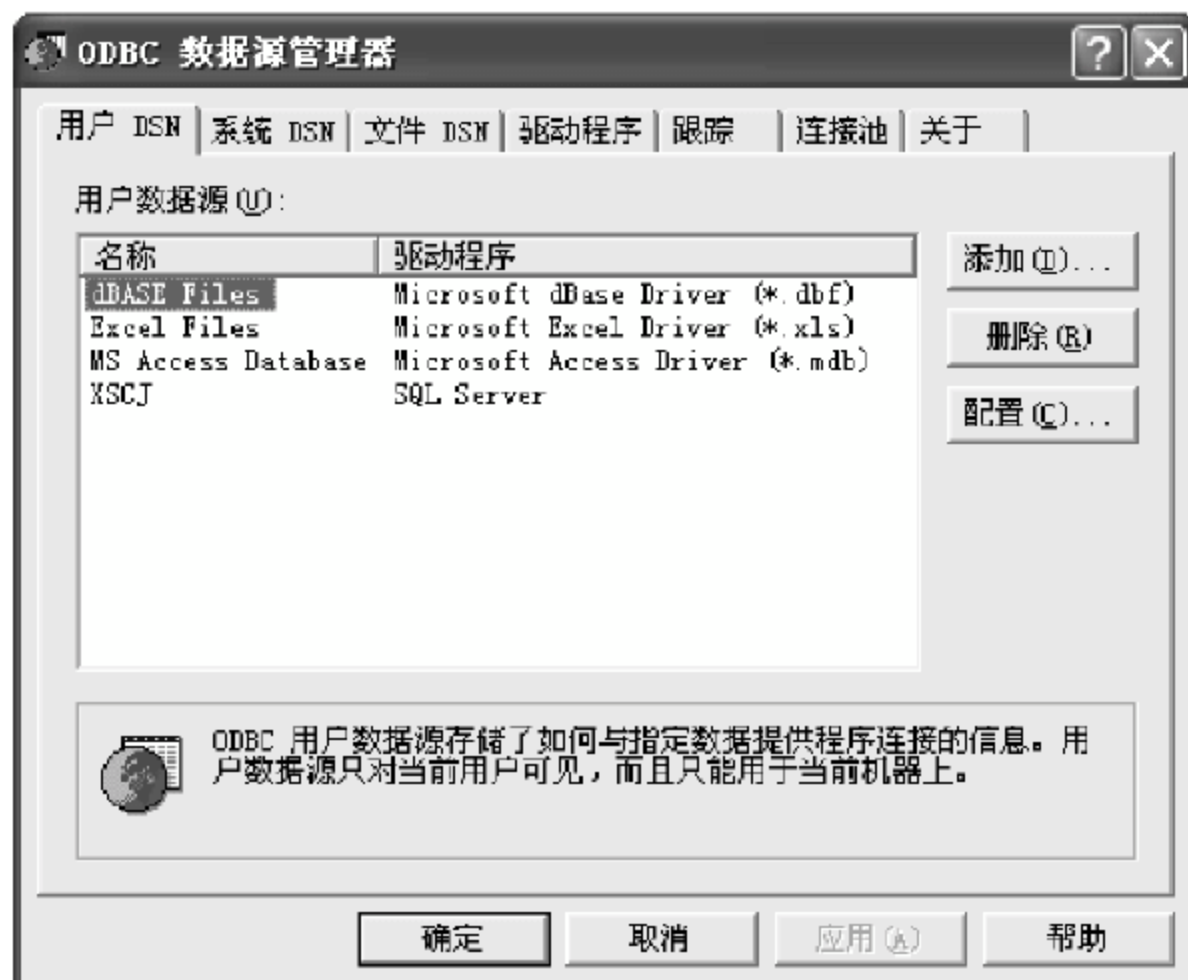 ODBC 数据源管理器
用户 DSN 系统 DSN 文件 DSN 驱动程序 跟踪 连接池 关于
用户数据源(U):
名称 驱动程序
dBASE Files Microsoft dBase Driver (*.dbf)
Excel Files Microsoft Excel Driver (*.xls)
MS Access Database Microsoft Access Driver (*.mdb)
XSCJ SQL Server
添加(D)...
删除(R)
配置(C)...
ODBC 用户数据源存储了如何与指定数据提供程序连接的信息。用
户数据源只对当前用户可见，而且只能用于当前机器上。
确定 取消 应用(A) 帮助